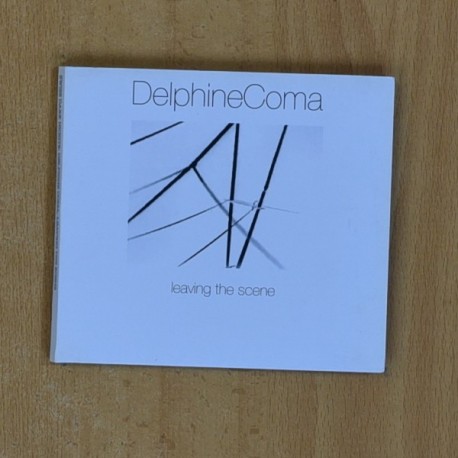 DelphineComa
leaving the scene